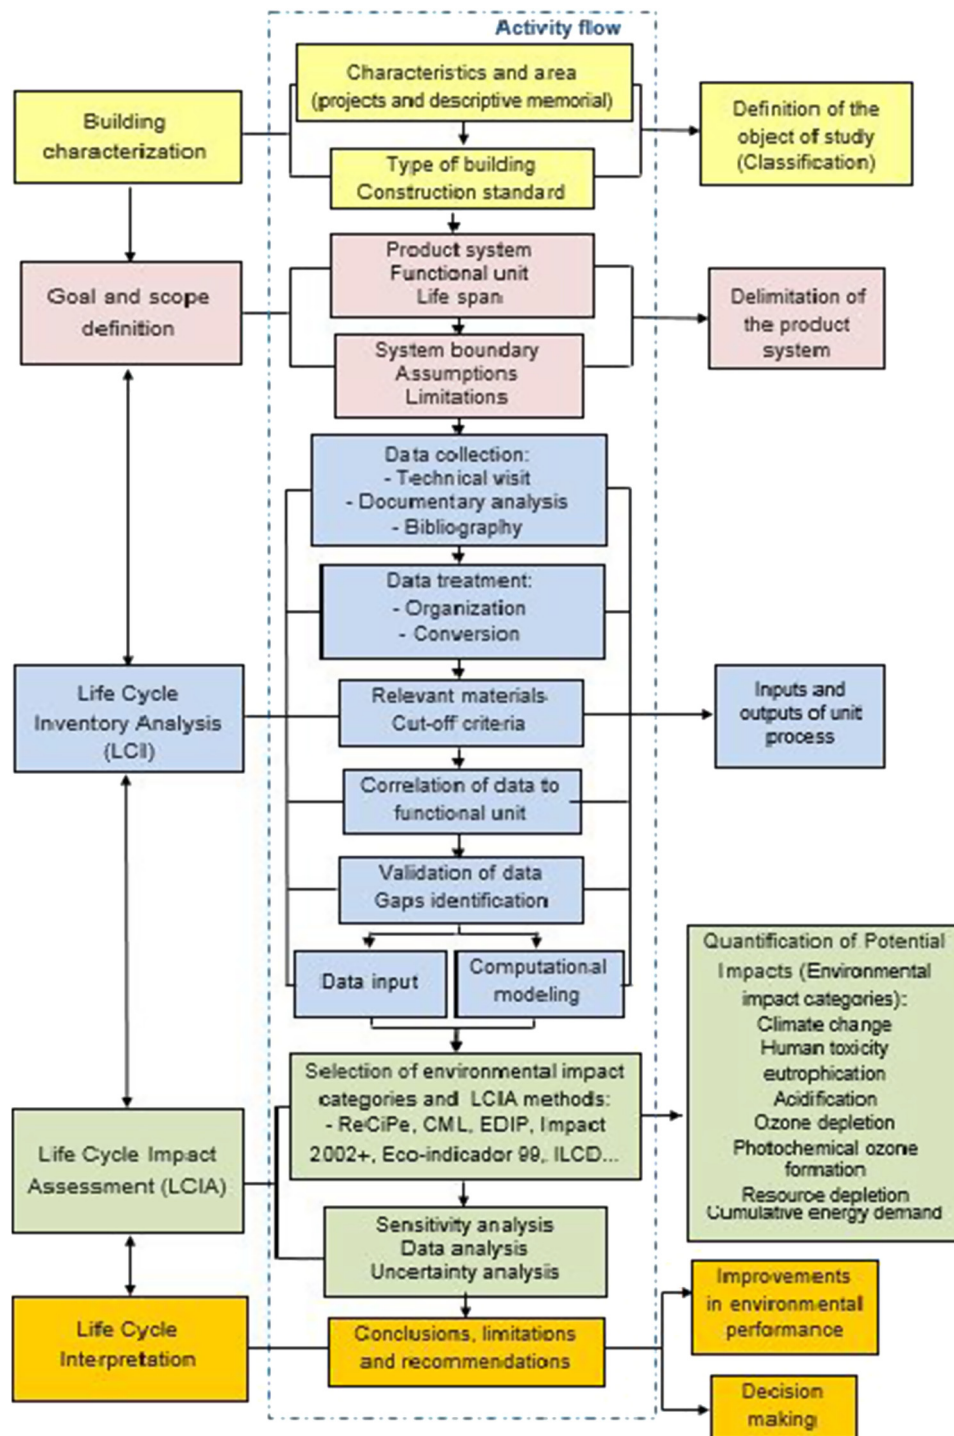 Activity flow
Characteristics and area
(projects and descriptive memorial)
Building
characterization
Definition of the
object of study
(Classification)
Type of building
Construction standard
Product system
Functional unit
Life span
Goal and scope
definition
Delimitation of
the product
system
System boundary
Assumptions
Limitations
Data collection:
- Technical visit
- Documentary analysis
- Bibliography
Data treatment:
- Organization
- Conversion
Life Cycle
Inventory Analysis
(LCI)
Relevant materials
Cut-off criteria
Inputs and
outputs of unit
process
Correlation of data to
functional unit
Validation of data
Gaps identification
Data input
Computational
modeling
Quantification of Potential
Impacts (Environmental
impact categories):
Climate change
Human toxicity
eutrophication
Acidification
Ozone depletion
Photochemical ozone
formation
Resource depletion
Cumulative energy demand
Selection of environmental impact
categories and LCIA methods:
- ReCiPe, CML, EDIP, Impact
2002+, Eco-indicador 99, ILCD...
Life Cycle Impact
Assessment (LCIA)
Sensitivity analysis
Data analysis
Uncertainty analysis
Life Cycle
Interpretation
Conclusions, limitations
and recommendations
Improvements
in environmental
performance
Decision
making